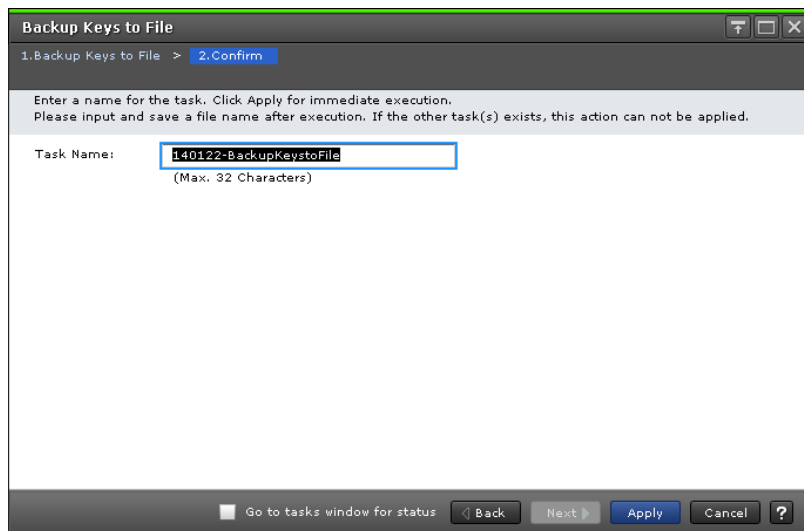 Backup Keys to File
1.Backup Keys to File > 2.Confirm
Enter a name for the task. Click Apply for immediate execution.
Please input and save a file name after execution. If the other task(s) exists, this action can not be applied.
Task Name: 140122-BackupKeystoFile
(Max. 32 Characters)
Go to tasks window for status Back Next Apply Cancel ?